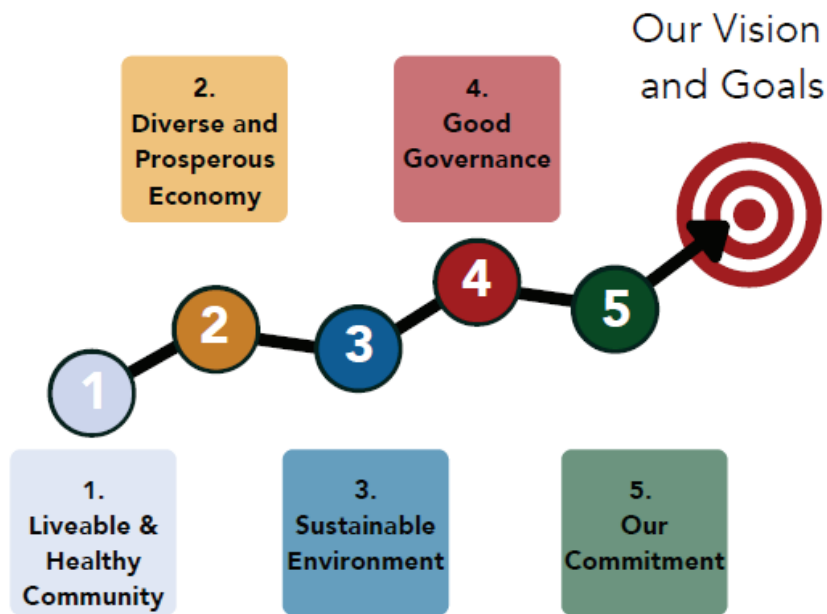 Our Vision
and Goals
2.
Diverse and
Prosperous
Economy
4.
Good
Governance
1
2
3
4
5
1.
Liveable &
Healthy
Community
3.
Sustainable
Environment
5.
Our
Commitment